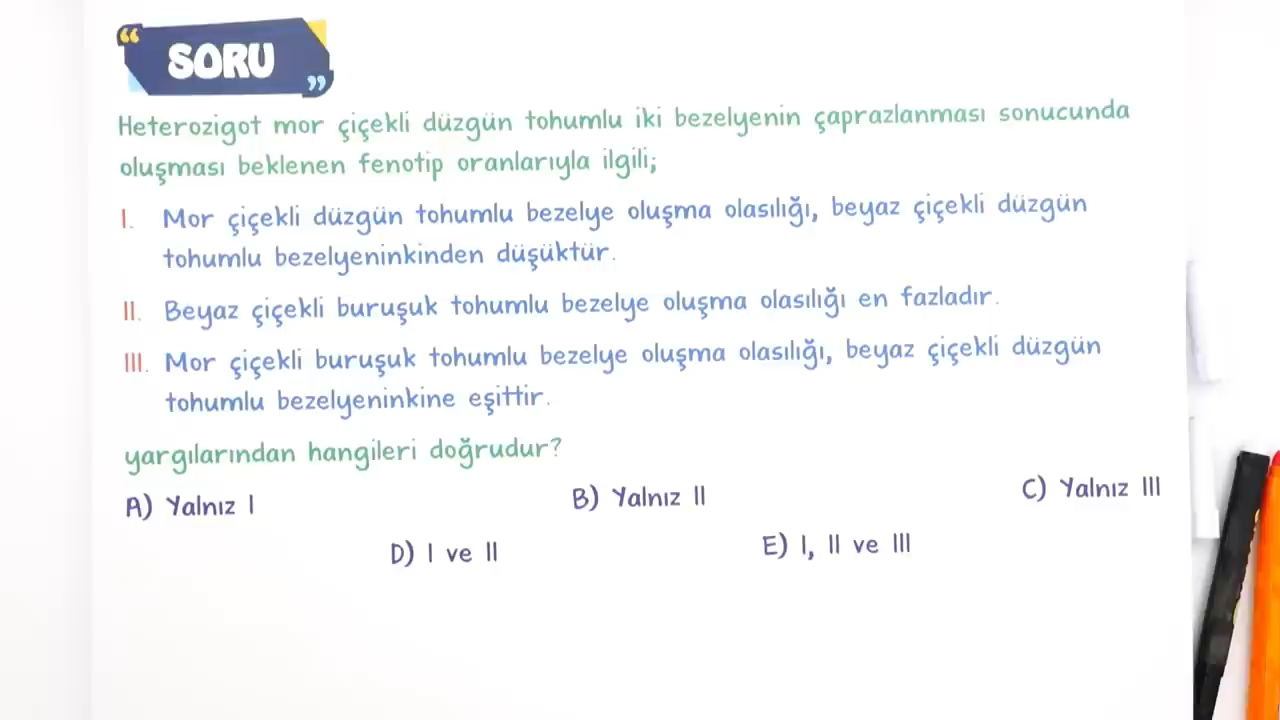 SORU
Heterozigot mor çiçekli düzgün tohumlu iki bezelyenin çaprazlanması sonucunda
oluşması beklenen fenotip oranlarıyla ilgili;
I. Mor çiçekli düzgün tohumlu bezelye oluşma olasılığı, beyaz çiçekli düzgün
tohumlu bezelyeninkinden düşüktür.
II. Beyaz çiçekli buruşuk tohumlu bezelye oluşma olasılığı en fazladır.
III. Mor çiçekli buruşuk tohumlu bezelye oluşma olasılığı, beyaz çiçekli düzgün
tohumlu bezelyeninkine eşittir.
yargılarından hangileri doğrudur?
A) Yalnız I B) Yalnız II C) Yalnız III
D) I ve II E) I, II ve III